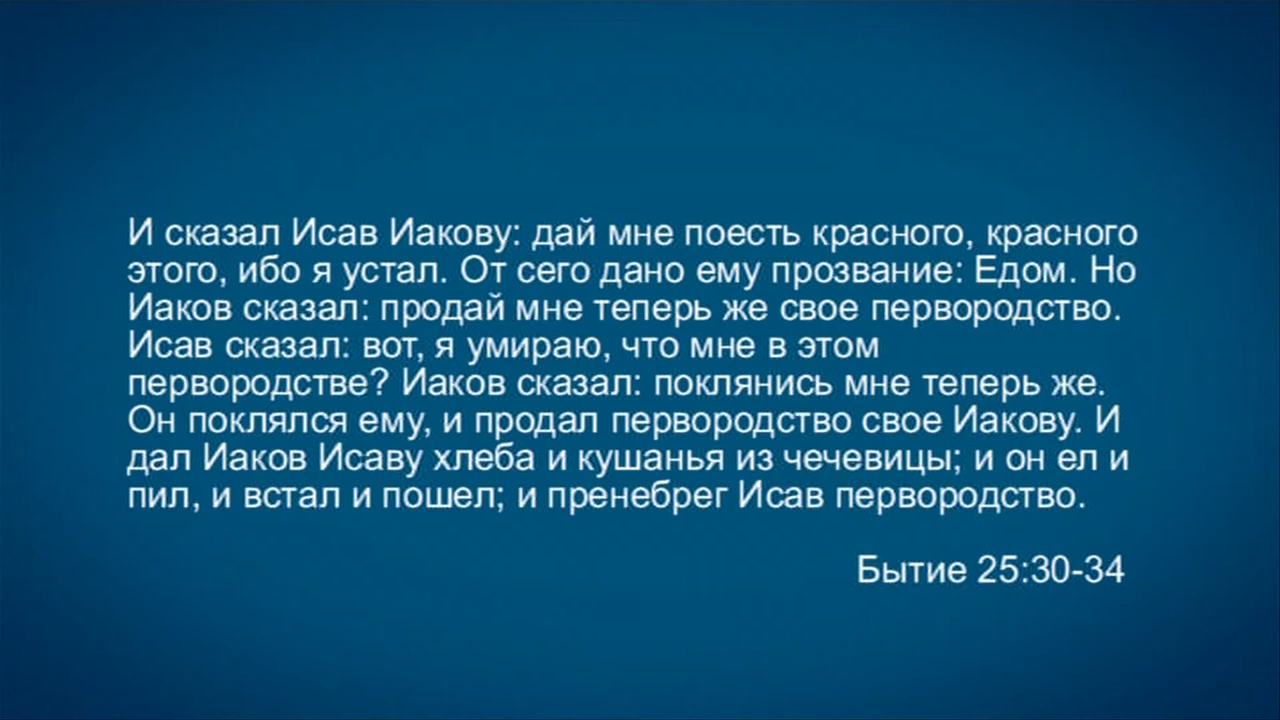 И сказал Исав Иакову: дай мне поесть красного, красного
этого, ибо я устал. От сего дано ему прозвание: Едом. Но
Иаков сказал: продай мне теперь же свое первородство.
Исав сказал: вот, я умираю, что мне в этом
первородстве? Иаков сказал: поклянись мне теперь же.
Он поклялся ему, и продал первородство свое Иакову. И
дал Иаков Исаву хлеба и кушанья из чечевицы; и он ел и
пил, и встал и пошел; и пренебрег Исав первородство.
Бытие 25:30-34